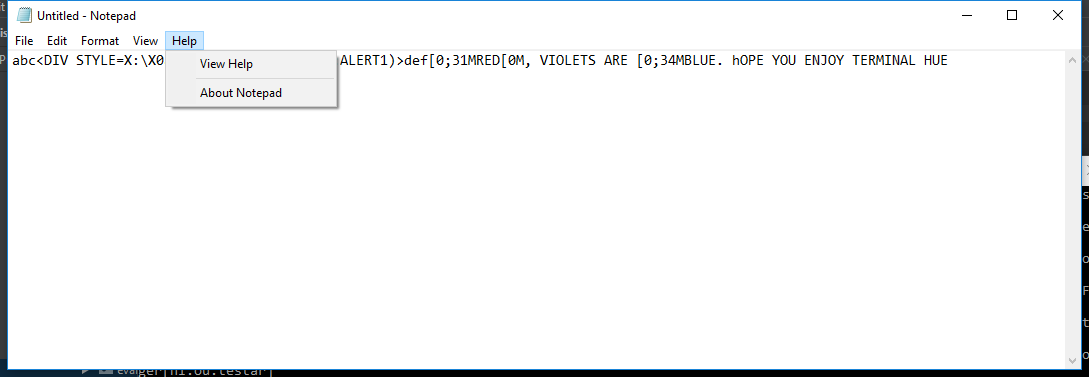 Untitled - Notepad
File Edit Format View Help
abc<DIV STYLE=X:\X0 ALERT1)>def[0;31MRED[0M, VIOLETS ARE [0;34MBLUE. hOPE YOU ENJOY TERMINAL HUE
View Help
About Notepad